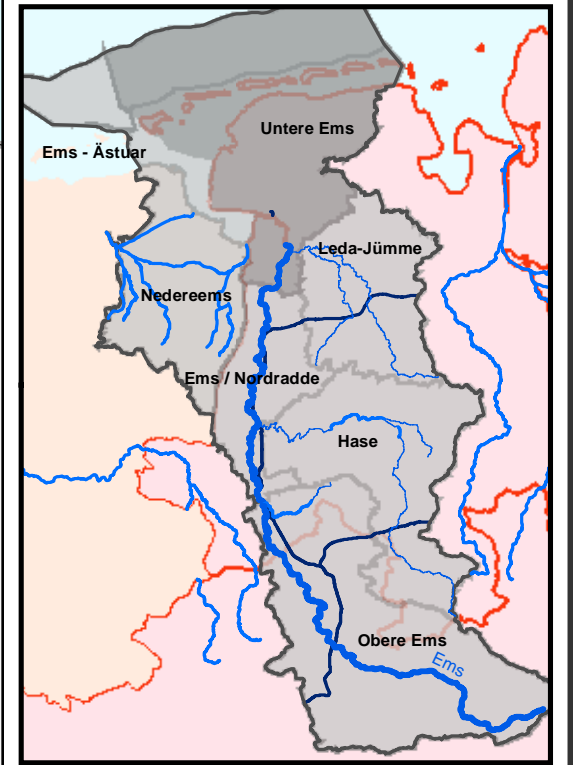 Untere Ems
Ems - Ästuar
Leda-Jümme
Nedereems
Ems / Nordradde
Hase
Obere Ems
Ems